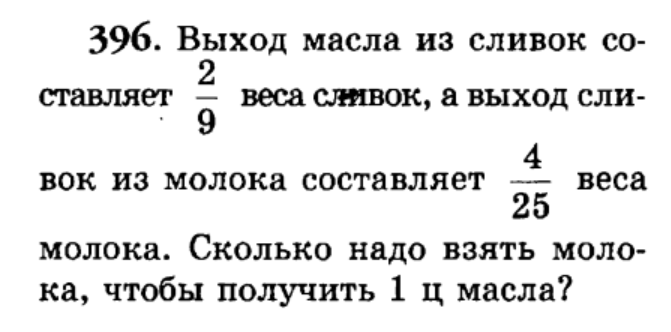 396. Выход масла из сливок со-
ставляет 2/9 веса сливок, а выход сли-
вок из молока составляет 4/25 веса
молока. Сколько надо взять моло-
ка, чтобы получить 1 ц масла?